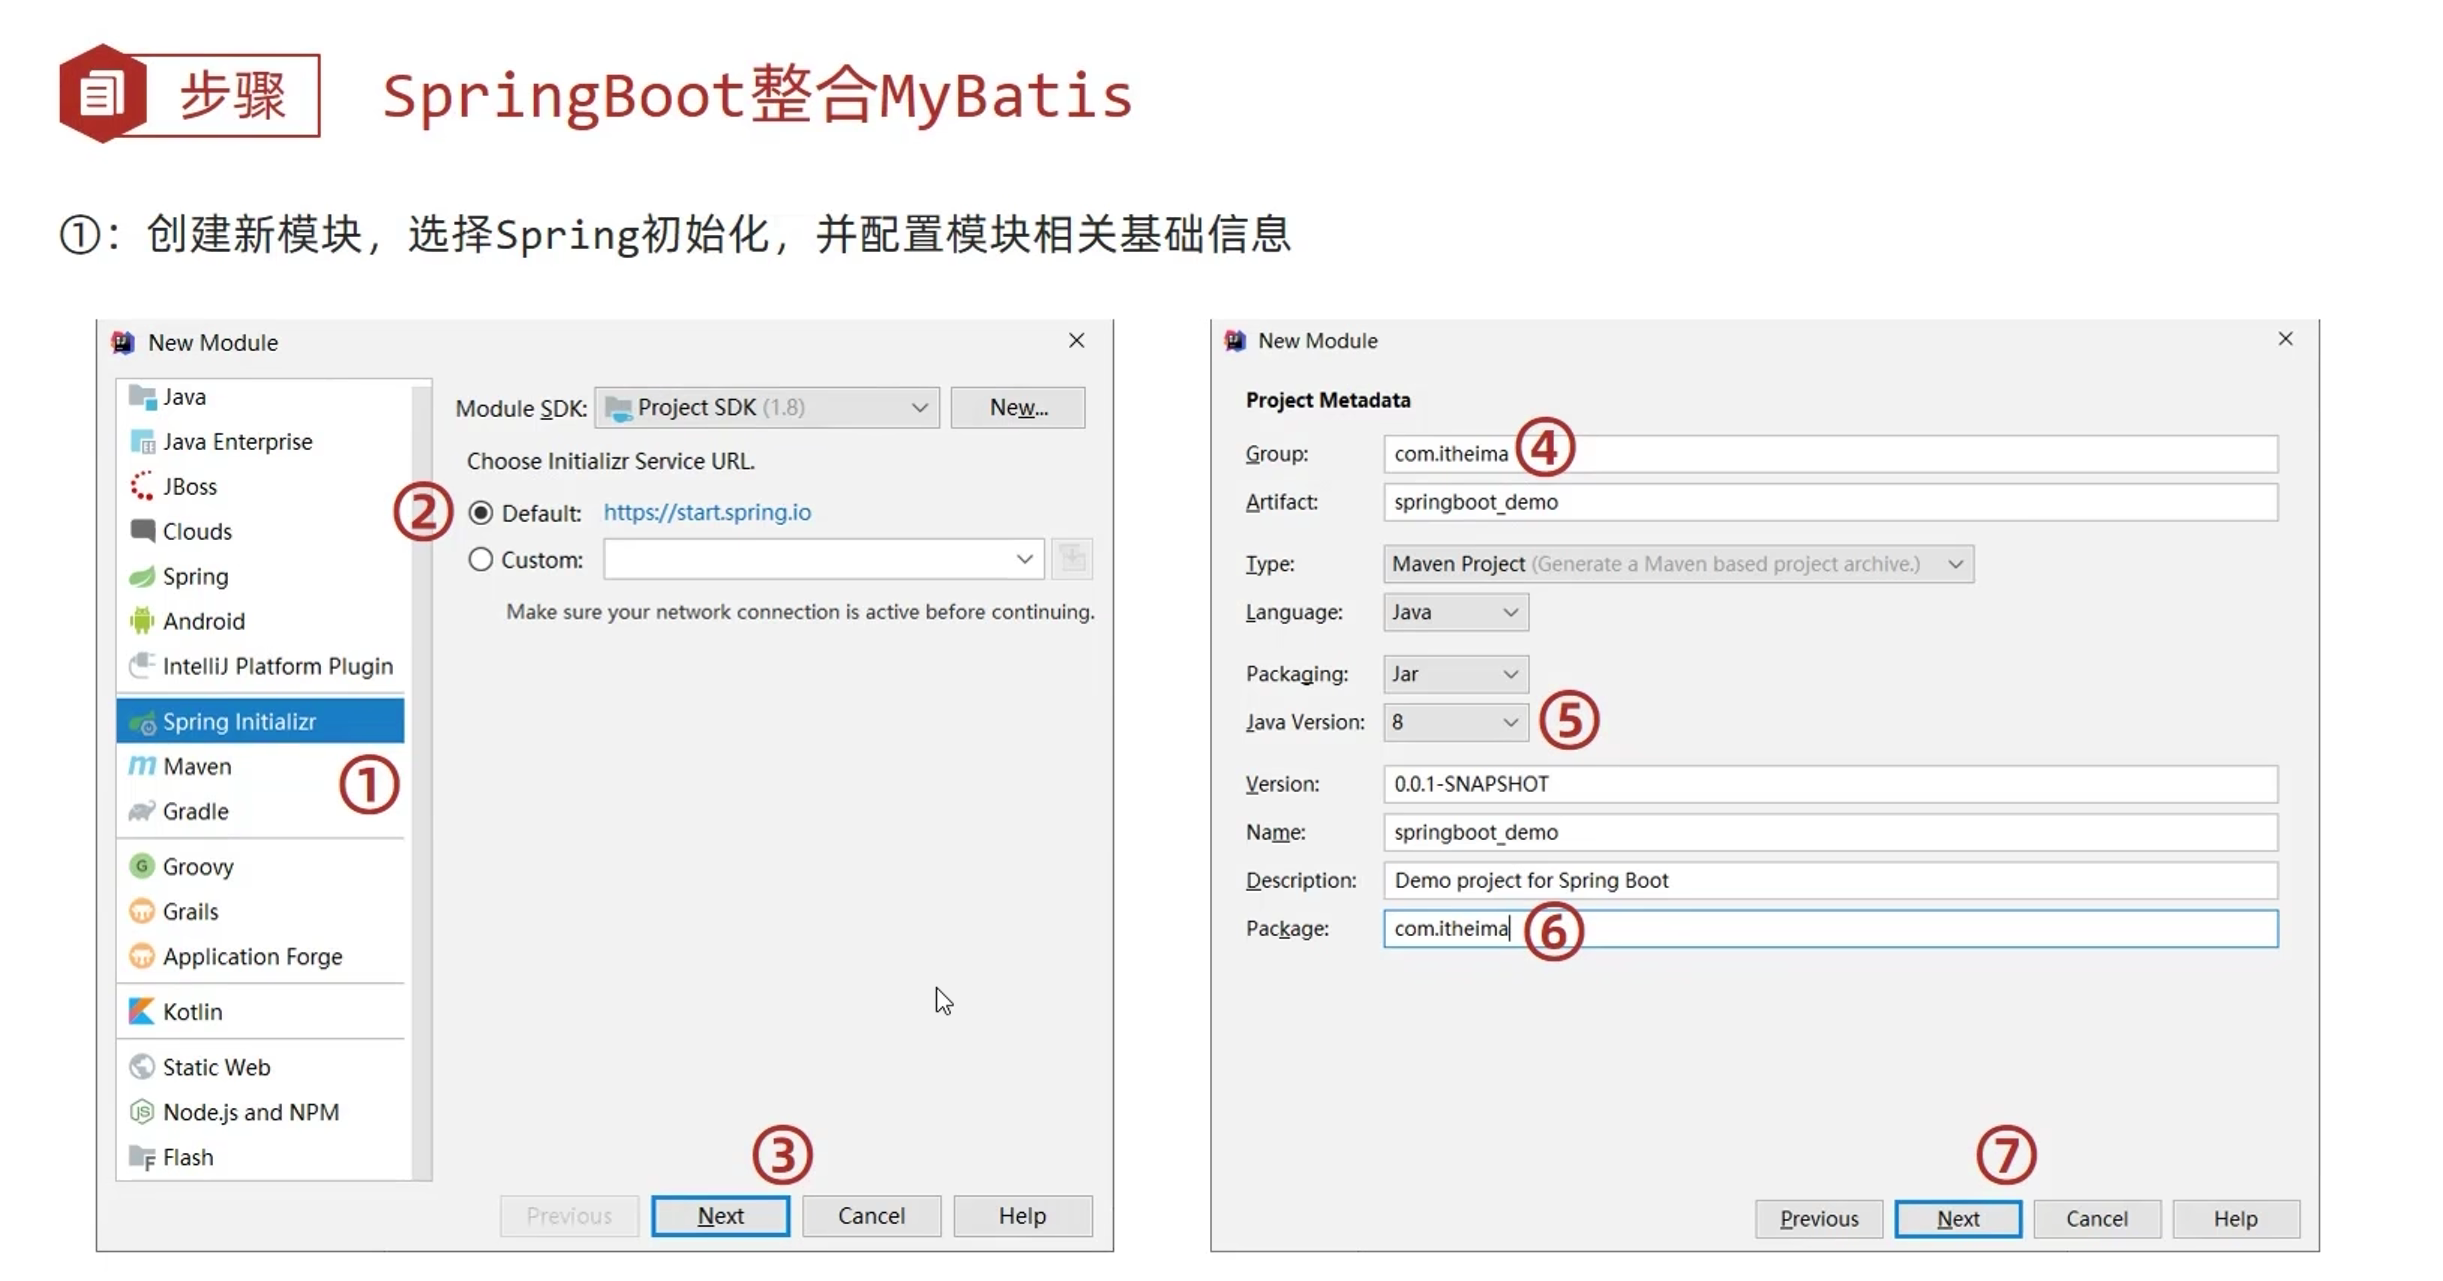 步骤
SpringBoot整合MyBatis
①：创建新模块，选择Spring初始化，并配置模块相关基础信息
New Module
Java
Java Enterprise
JBoss
Clouds
Spring
Android
IntelliJ Platform Plugin
Spring Initializr
Maven
①
Gradle
Groovy
Grails
Application Forge
Kotlin
Static Web
Node.js and NPM
Flash
Module SDK: Project SDK (1.8) New...
Choose Initializr Service URL.
② Default: https://start.spring.io
Custom:
Make sure your network connection is active before continuing.
③
Previous Next Cancel Help
New Module
Project Metadata
Group: com.itheima ④
Artifact: springboot_demo
Type: Maven Project (Generate a Maven based project archive.)
Language: Java
Packaging: Jar
Java Version: 8 ⑤
Version: 0.0.1-SNAPSHOT
Name: springboot_demo
Description: Demo project for Spring Boot
Package: com.itheima ⑥
⑦
Previous Next Cancel Help